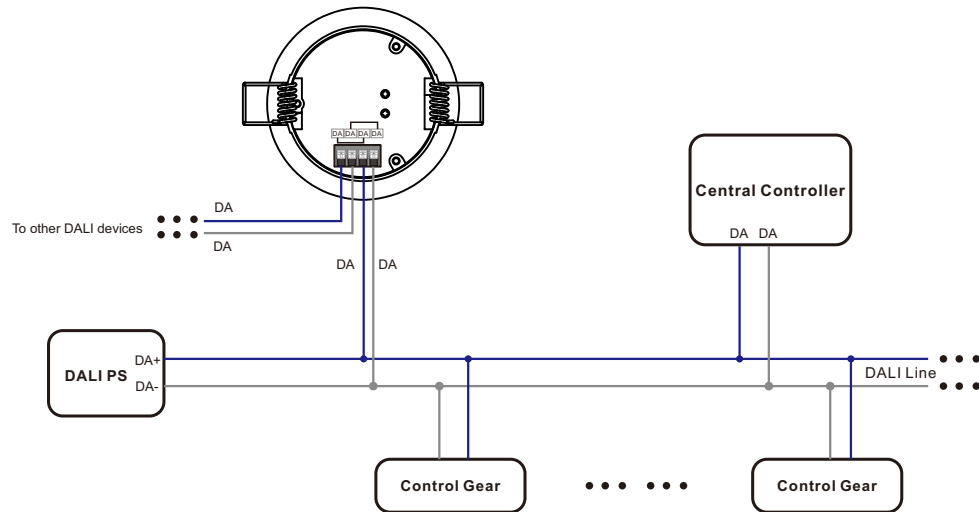 DA DA DA DA
Central Controller
DA DA
DA
To other DALI devices
DA
DA DA
DALI PS
DA+
DA-
DALI Line
Control Gear
Control Gear